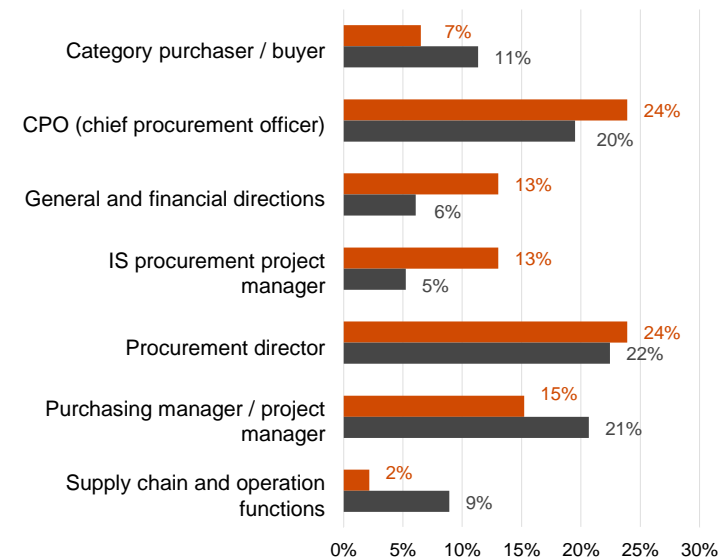 Category purchaser / buyer
7%
11%
CPO (chief procurement officer)
24%
20%
General and financial directions
13%
6%
IS procurement project
manager
13%
5%
Procurement director
24%
22%
Purchasing manager / project
manager
15%
21%
Supply chain and operation
functions
2%
9%
0% 5% 10% 15% 20% 25% 30%